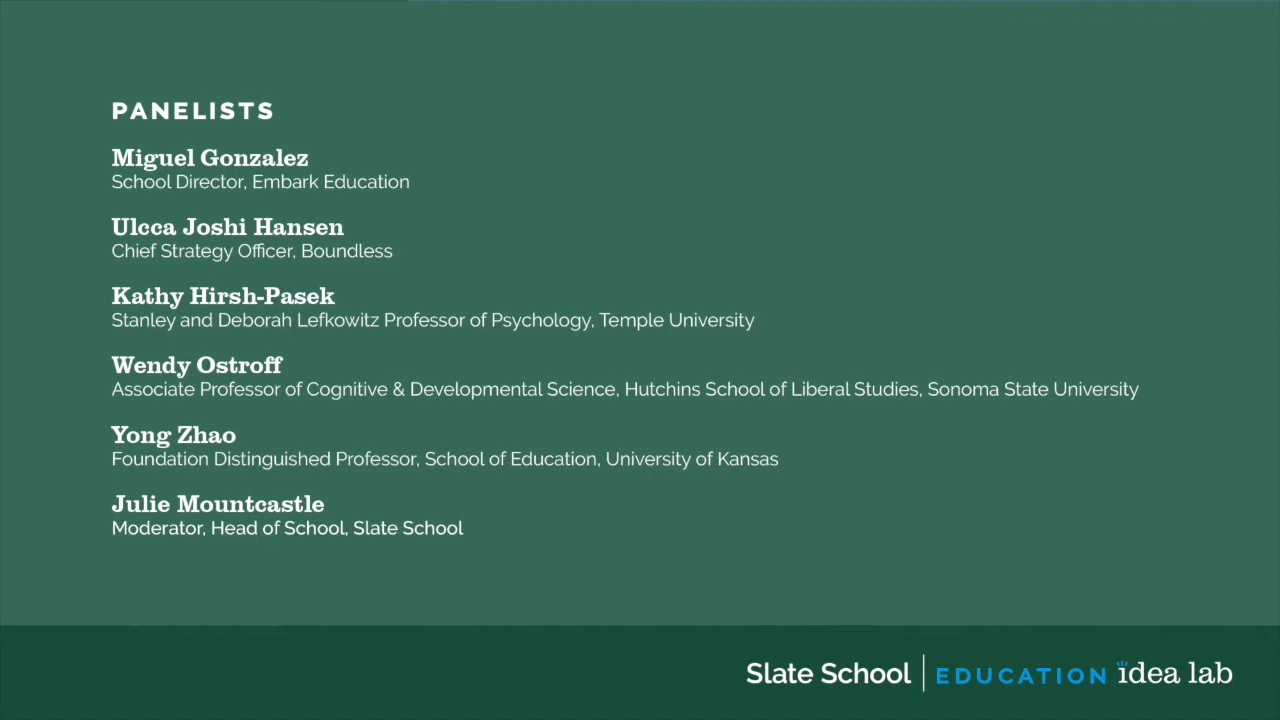 PANELISTS
Miguel Gonzalez
School Director, Embark Education
Ulcca Joshi Hansen
Chief Strategy Officer, Boundless
Kathy Hirsh-Pasek
Stanley and Deborah Lefkowitz Professor of Psychology, Temple University
Wendy Ostroff
Associate Professor of Cognitive & Developmental Science, Hutchins School of Liberal Studies, Sonoma State University
Yong Zhao
Foundation Distinguished Professor, School of Education, University of Kansas
Julie Mountcastle
Moderator, Head of School, Slate School
Slate School | EDUCATION idea lab